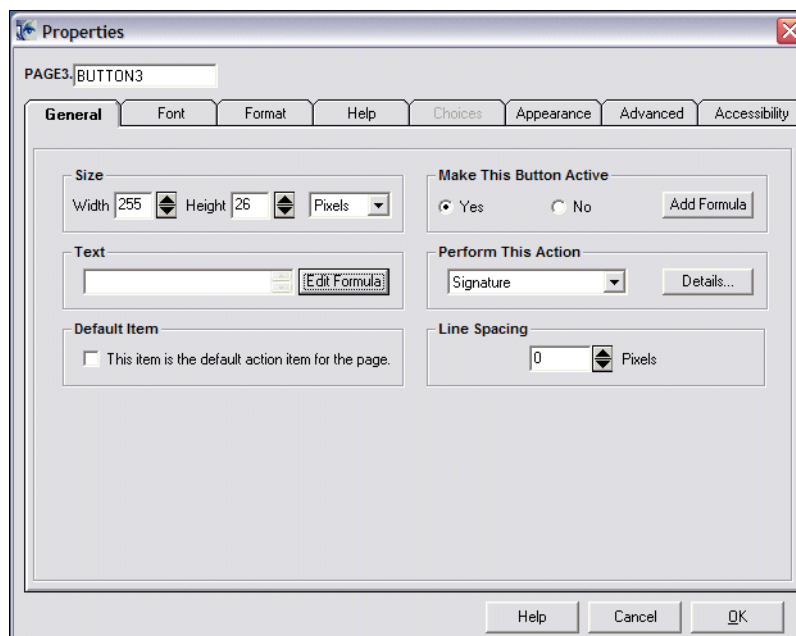 Properties
PAGE3. BUTTON3
General Font Format Help Choices Appearance Advanced Accessibility
Size
Width 255 Height 26 Pixels
Make This Button Active
Yes No Add Formula
Text
Edit Formula
Perform This Action
Signature Details...
Default Item
This item is the default action item for the page.
Line Spacing
0 Pixels
Help Cancel OK